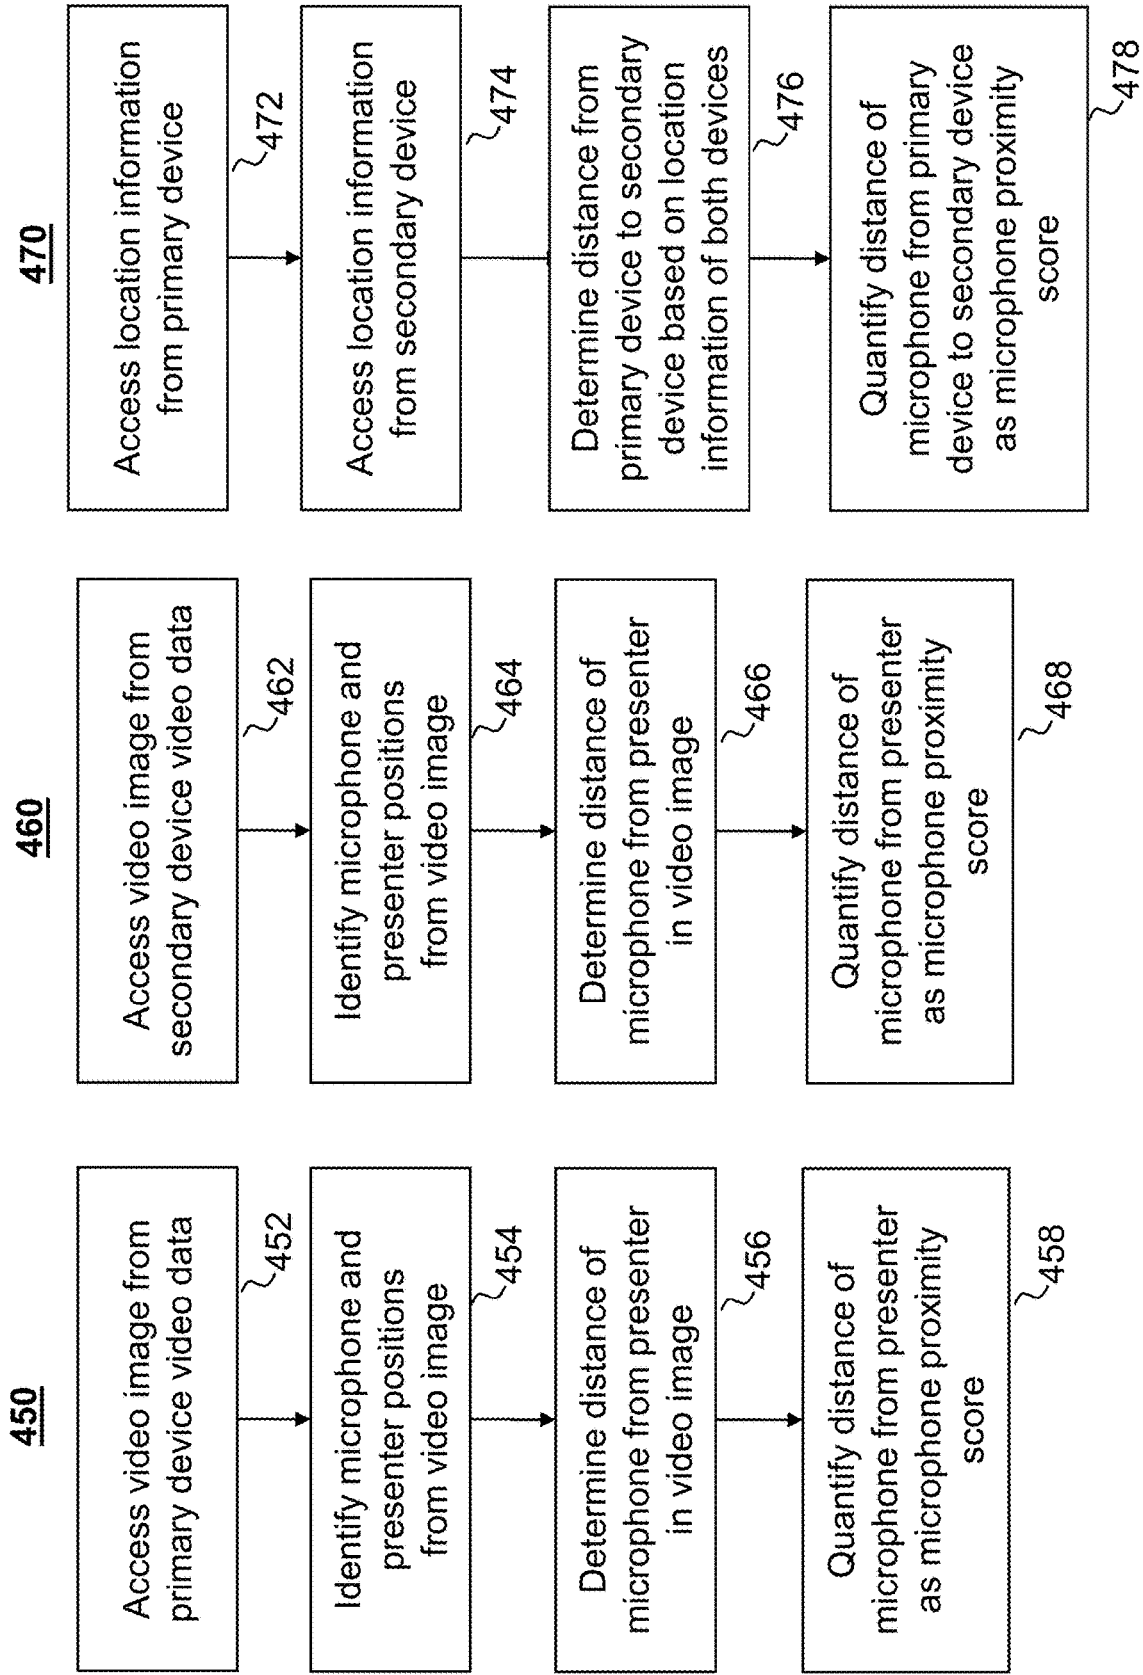 450
Access video image from
primary device video data
452
Identify microphone and
presenter positions
from video image
454
Determine distance of
microphone from presenter
in video image
456
Quantify distance of
microphone from presenter
as microphone proximity
score
458
460
Access video image from
secondary device video data
462
Identify microphone and
presenter positions
from video image
464
Determine distance of
microphone from presenter
in video image
466
Quantify distance of
microphone from presenter
as microphone proximity
score
468
470
Access location information
from primary device
472
Access location information
from secondary device
474
Determine distance from
primary device to secondary
device based on location
information of both devices
476
Quantify distance of
microphone from primary
device to secondary device
as microphone proximity
score
478